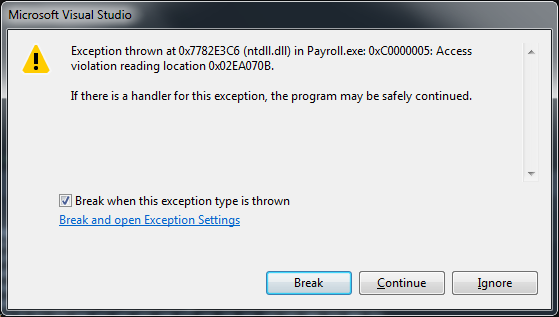 Microsoft Visual Studio
Exception thrown at 0x7782E3C6 (ntdll.dll) in Payroll.exe: 0xC0000005: Access
violation reading location 0x02EA070B.
If there is a handler for this exception, the program may be safely continued.
Break when this exception type is thrown
Break and open Exception Settings
Break Continue Ignore